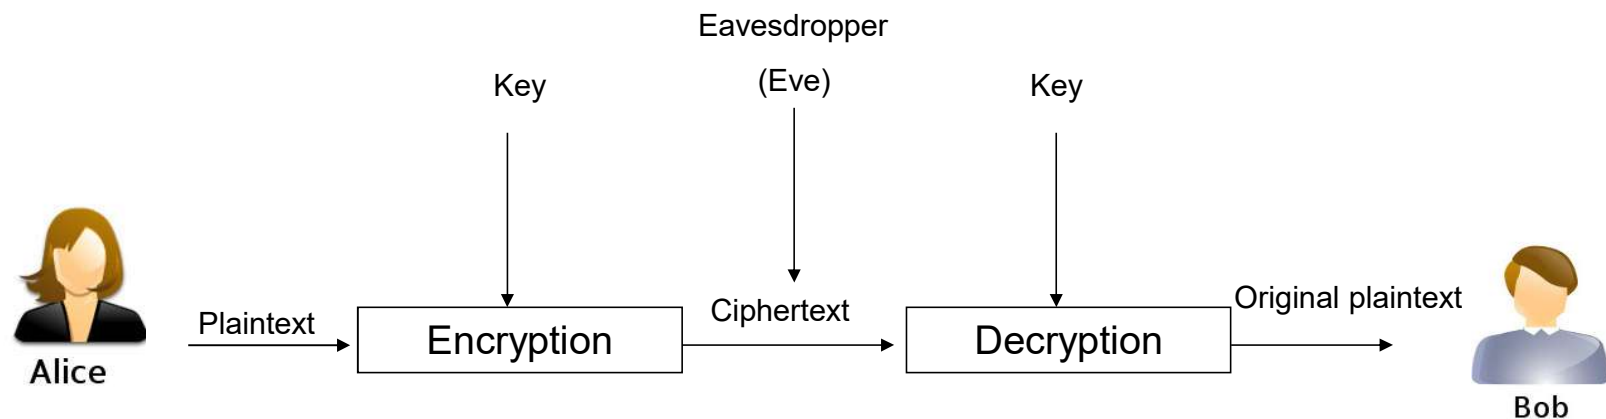 Eavesdropper
(Eve)
Key
Key
Plaintext
Encryption
Ciphertext
Decryption
Original plaintext
Alice
Bob